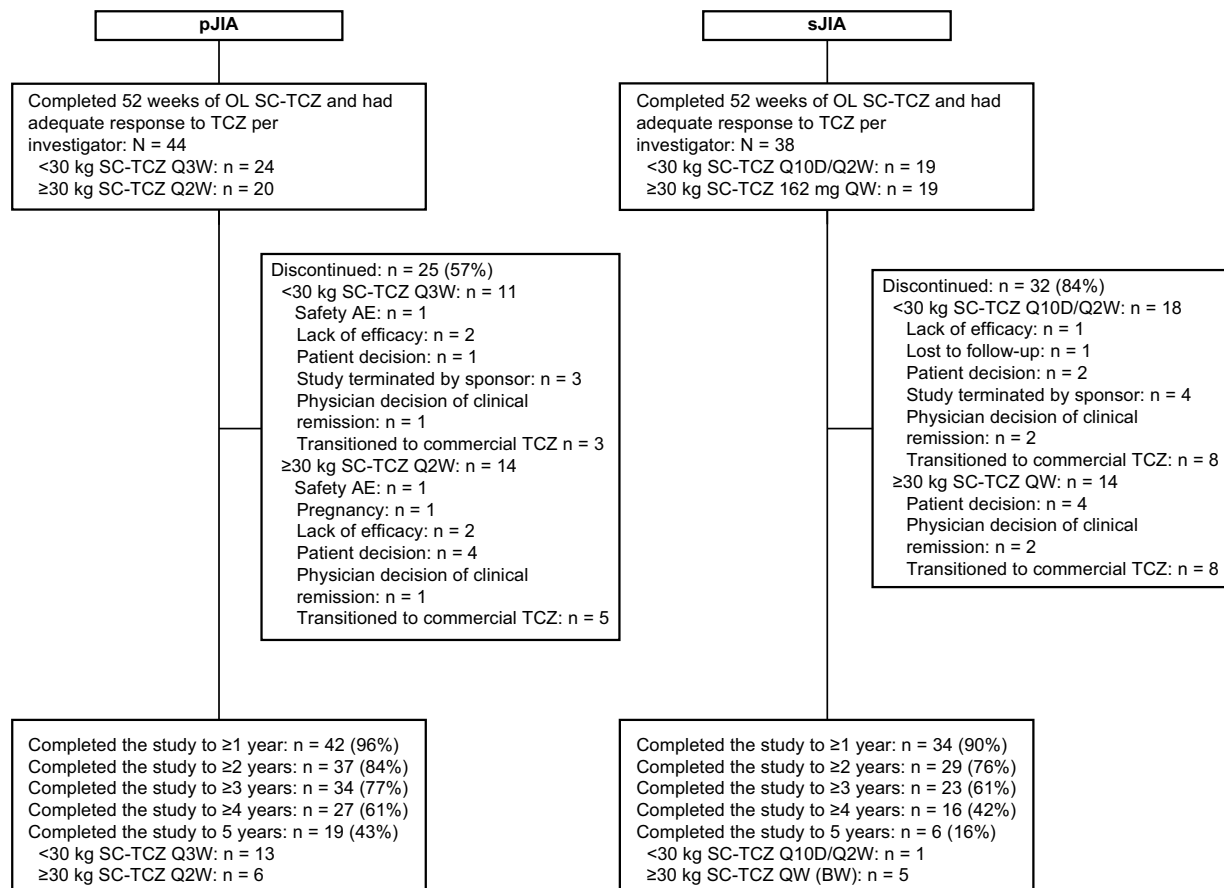 pJIA
Completed 52 weeks of OL SC-TCZ and had
adequate response to TCZ per
investigator: N = 44
<30 kg SC-TCZ Q3W: n = 24
≥30 kg SC-TCZ Q2W: n = 20
Discontinued: n = 25 (57%)
<30 kg SC-TCZ Q3W: n = 11
Safety AE: n = 1
Lack of efficacy: n = 2
Patient decision: n = 1
Study terminated by sponsor: n = 3
Physician decision of clinical
remission: n = 1
Transitioned to commercial TCZ n = 3
≥30 kg SC-TCZ Q2W: n = 14
Safety AE: n = 1
Pregnancy: n = 1
Lack of efficacy: n = 2
Patient decision: n = 4
Physician decision of clinical
remission: n = 1
Transitioned to commercial TCZ: n = 5
Completed the study to ≥1 year: n = 42 (96%)
Completed the study to ≥2 years: n = 37 (84%)
Completed the study to ≥3 years: n = 34 (77%)
Completed the study to ≥4 years: n = 27 (61%)
Completed the study to 5 years: n = 19 (43%)
<30 kg SC-TCZ Q3W: n = 13
≥30 kg SC-TCZ Q2W: n = 6
sJIA
Completed 52 weeks of OL SC-TCZ and had
adequate response to TCZ per
investigator: N = 38
<30 kg SC-TCZ Q10D/Q2W: n = 19
≥30 kg SC-TCZ 162 mg QW: n = 19
Discontinued: n = 32 (84%)
<30 kg SC-TCZ Q10D/Q2W: n = 18
Lack of efficacy: n = 1
Lost to follow-up: n = 1
Patient decision: n = 2
Study terminated by sponsor: n = 4
Physician decision of clinical
remission: n = 2
Transitioned to commercial TCZ: n = 8
≥30 kg SC-TCZ QW: n = 14
Patient decision: n = 4
Physician decision of clinical
remission: n = 2
Transitioned to commercial TCZ: n = 8
Completed the study to ≥1 year: n = 34 (90%)
Completed the study to ≥2 years: n = 29 (76%)
Completed the study to ≥3 years: n = 23 (61%)
Completed the study to ≥4 years: n = 16 (42%)
Completed the study to 5 years: n = 6 (16%)
<30 kg SC-TCZ Q10D/Q2W: n = 1
≥30 kg SC-TCZ QW (BW): n = 5